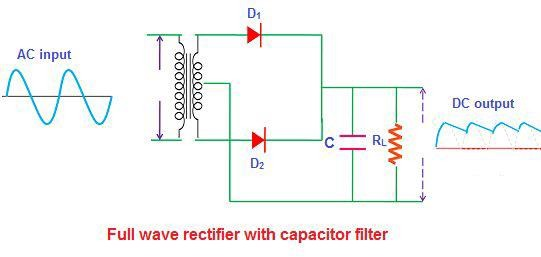 D1
AC input
DC output
C
RL
D2
Full wave rectifier with capacitor filter